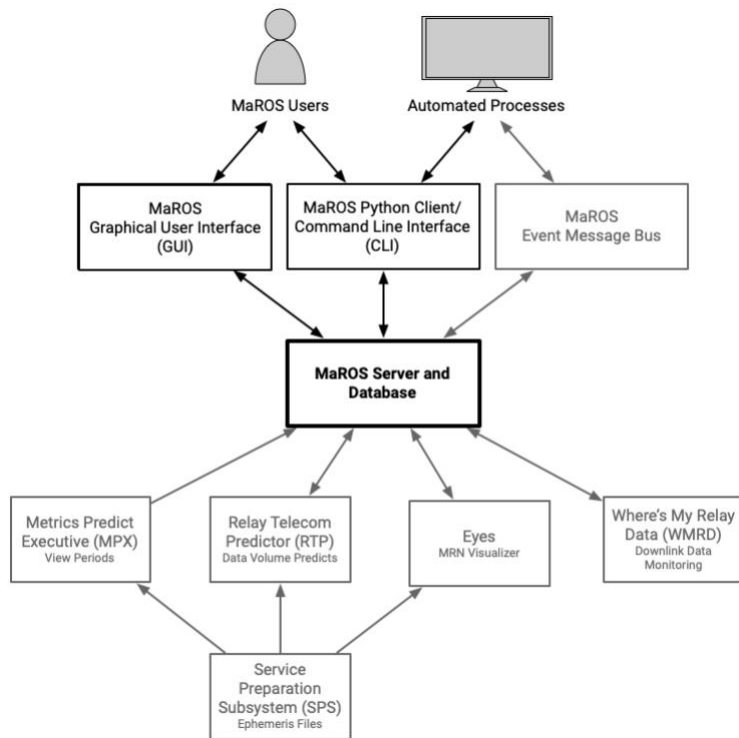 MaROS Users
Automated Processes
MaROS
Graphical User Interface
(GUI)
MaROS Python Client/
Command Line Interface
(CLI)
MaROS
Event Message Bus
MaROS Server and
Database
Metrics Predict
Executive (MPX)
View Periods
Relay Telecom
Predictor (RTP)
Data Volume Predicts
Eyes
MRN Visualizer
Where's My Relay
Data (WMRD)
Downlink Data
Monitoring
Service
Preparation
Subsystem (SPS)
Ephemeris Files